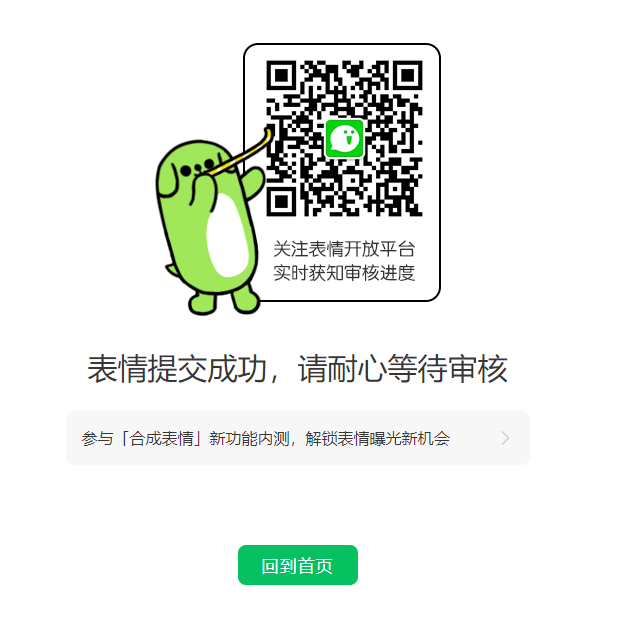 关注表情开放平台
实时获知审核进度
表情提交成功，请耐心等待审核
参与「合成表情」新功能内测，解锁表情曝光新机会
回到首页